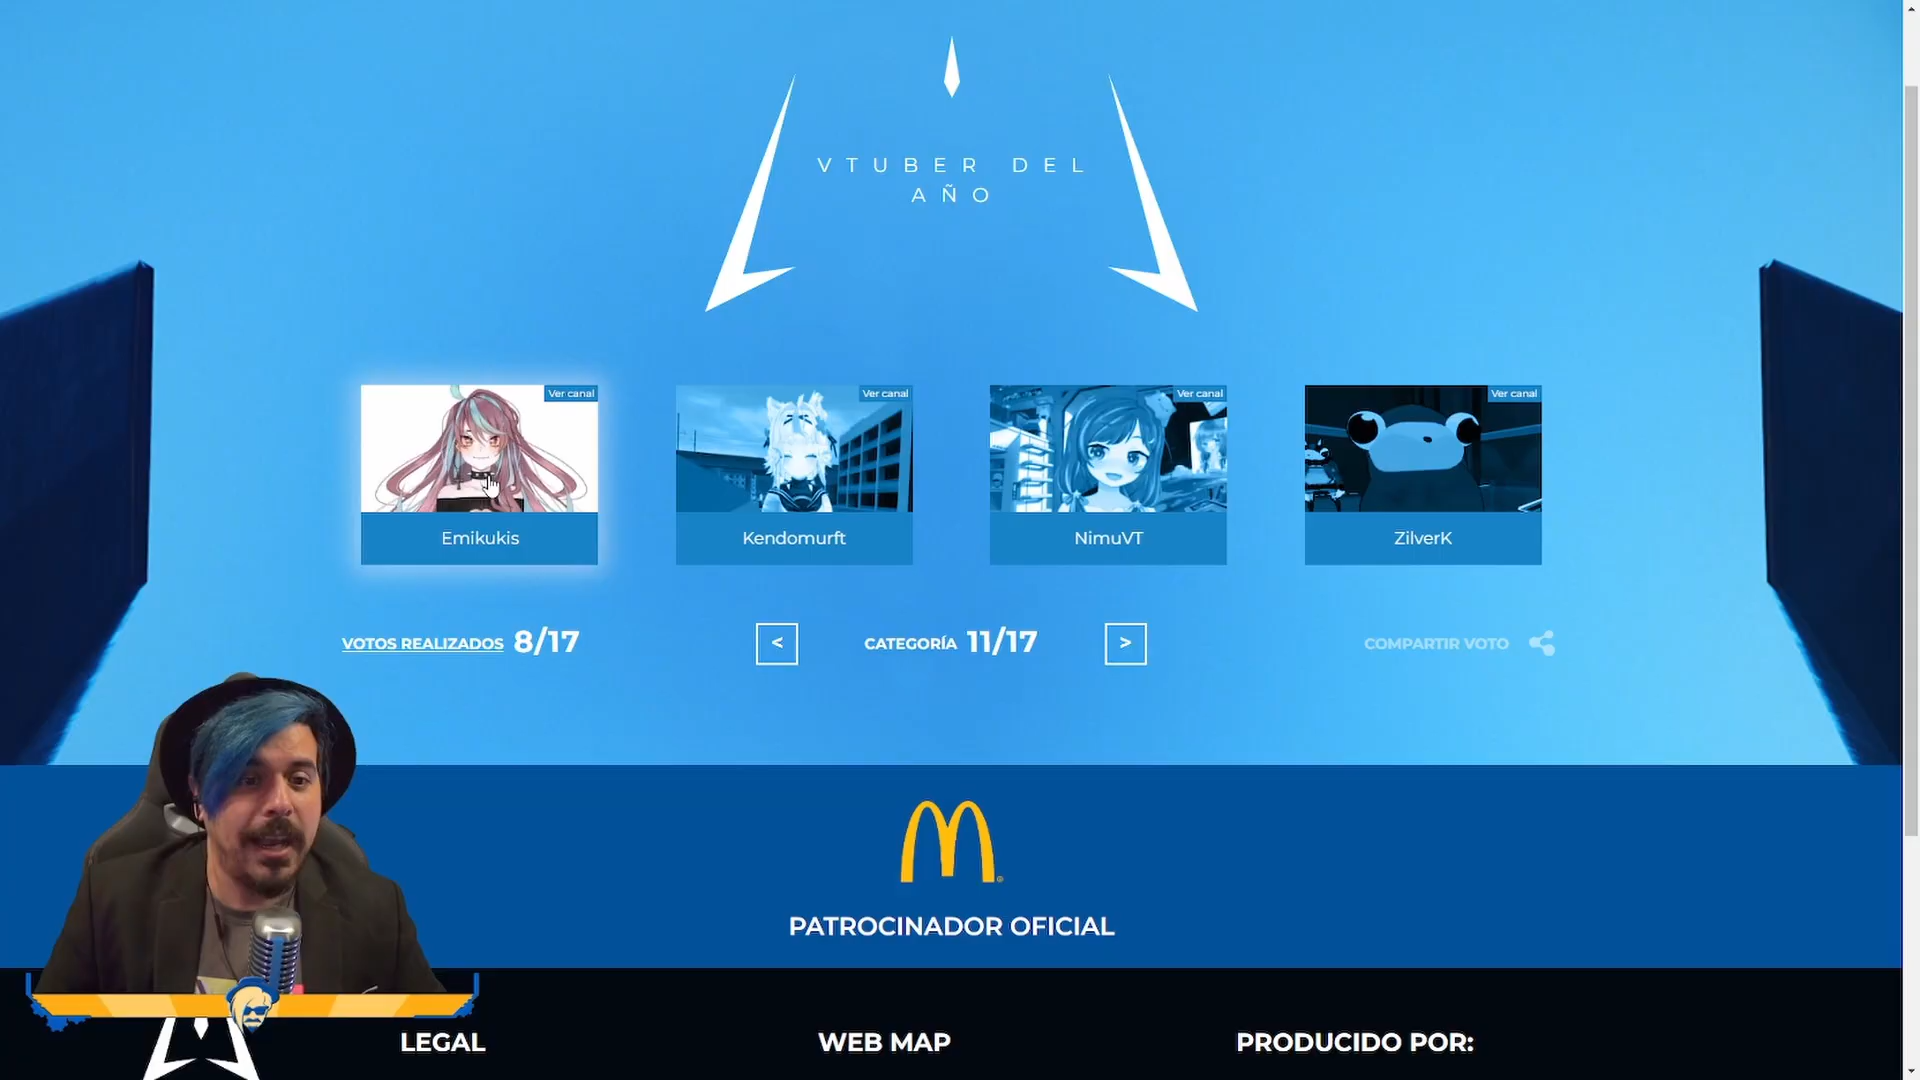 VTUBER DEL
AÑO
Ver canal
Ver canal
Ver canal
Ver canal
Emikukis
Kendomurft
NimuVT
ZilverK
VOTOS REALIZADOS 8/17
<
CATEGORÍA 11/17
>
COMPARTIR VOTO
PATROCINADOR OFICIAL
LEGAL
WEB MAP
PRODUCIDO POR: